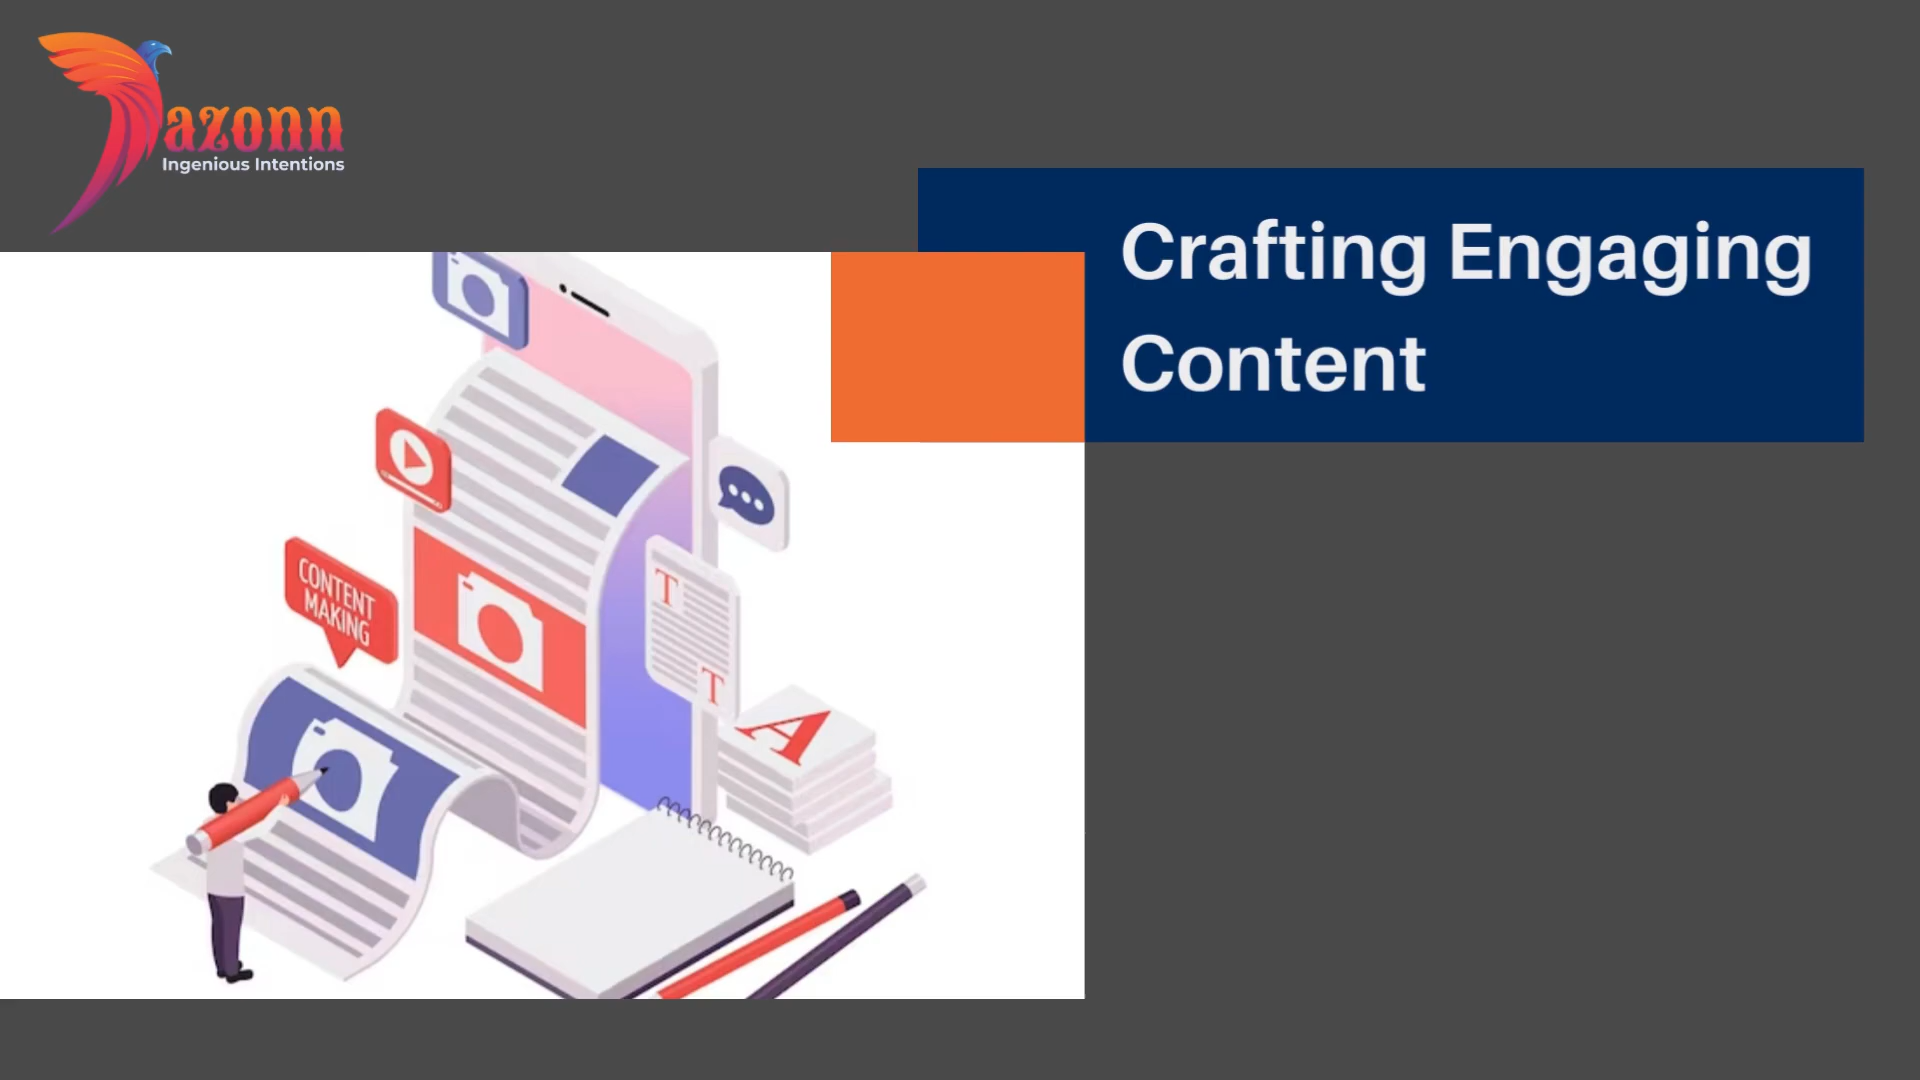 azonn
Ingenious Intentions
Crafting Engaging
Content
CONTENT
MAKING
T
T
A